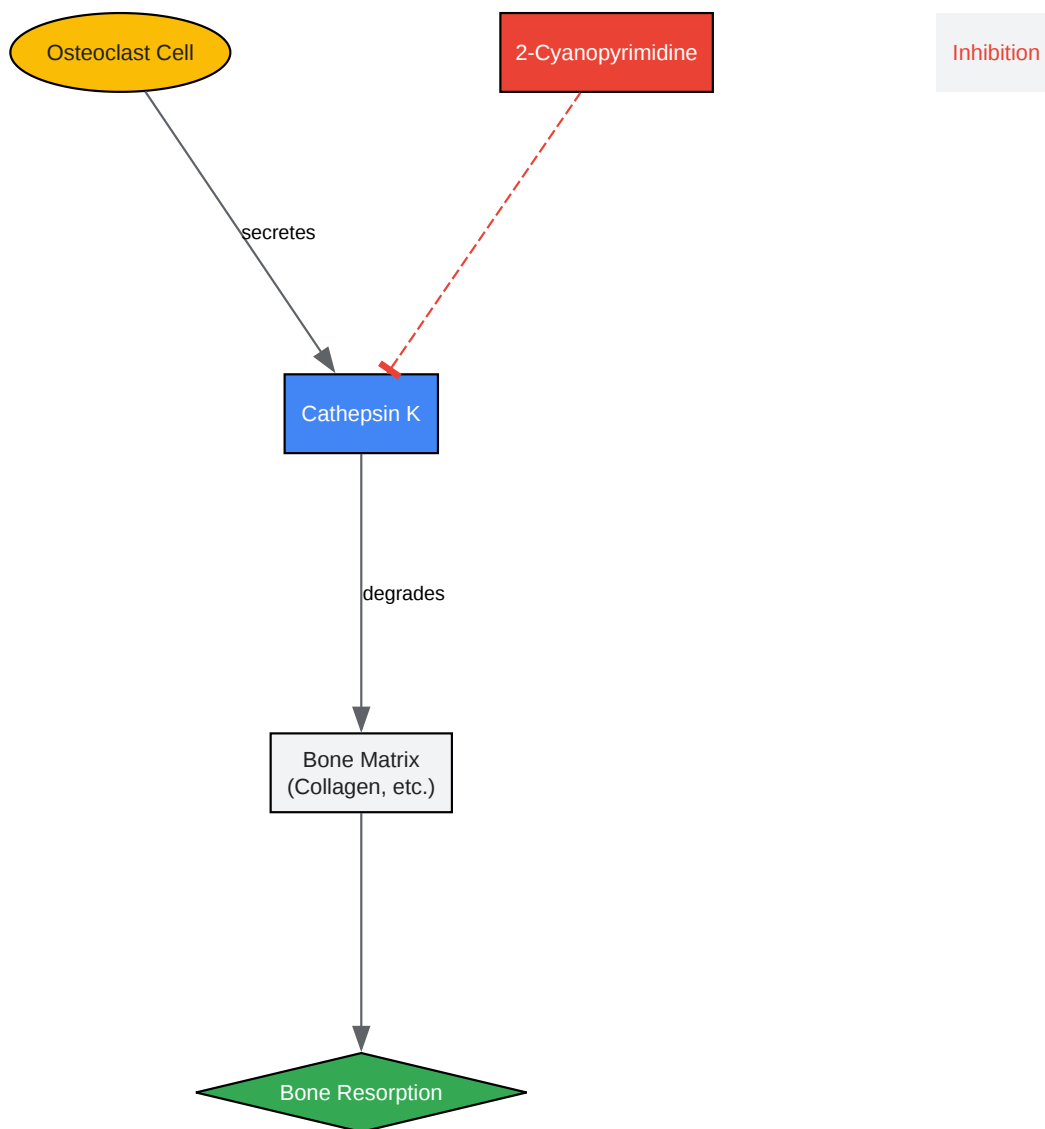 Osteoclast Cell
2-Cyanopyrimidine
Inhibition
secretes
Cathepsin K
degrades
Bone Matrix
(Collagen, etc.)
Bone Resorption